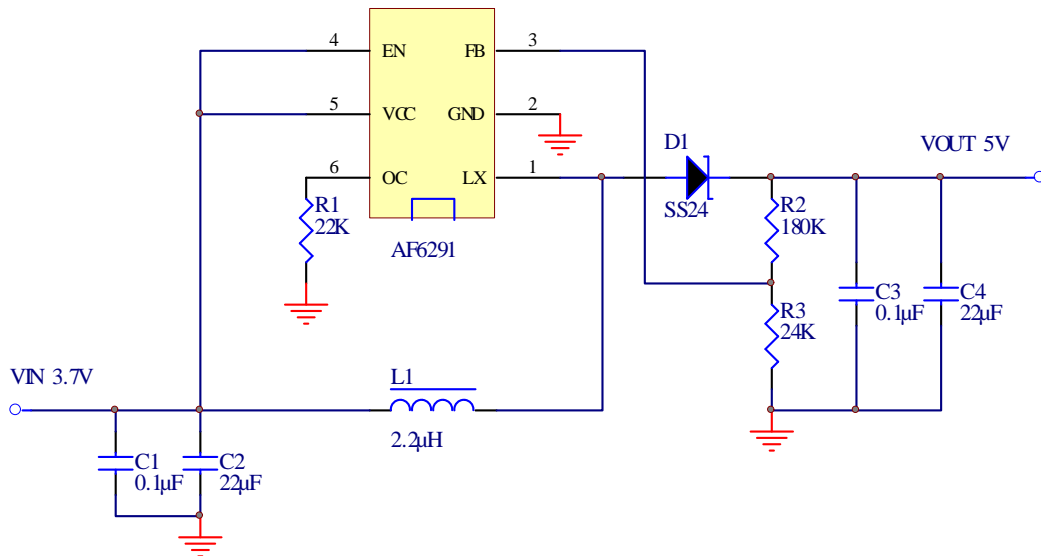 4
EN
FB
3
5
VCC
GND
2
6
OC
LX
1
D1
SS24
VOUT 5V
R1
22K
AF6291
R2
180K
R3
24K
C3
0.1µF
C4
22µF
VIN 3.7V
L1
2.2µH
C1
0.1µF
C2
22µF